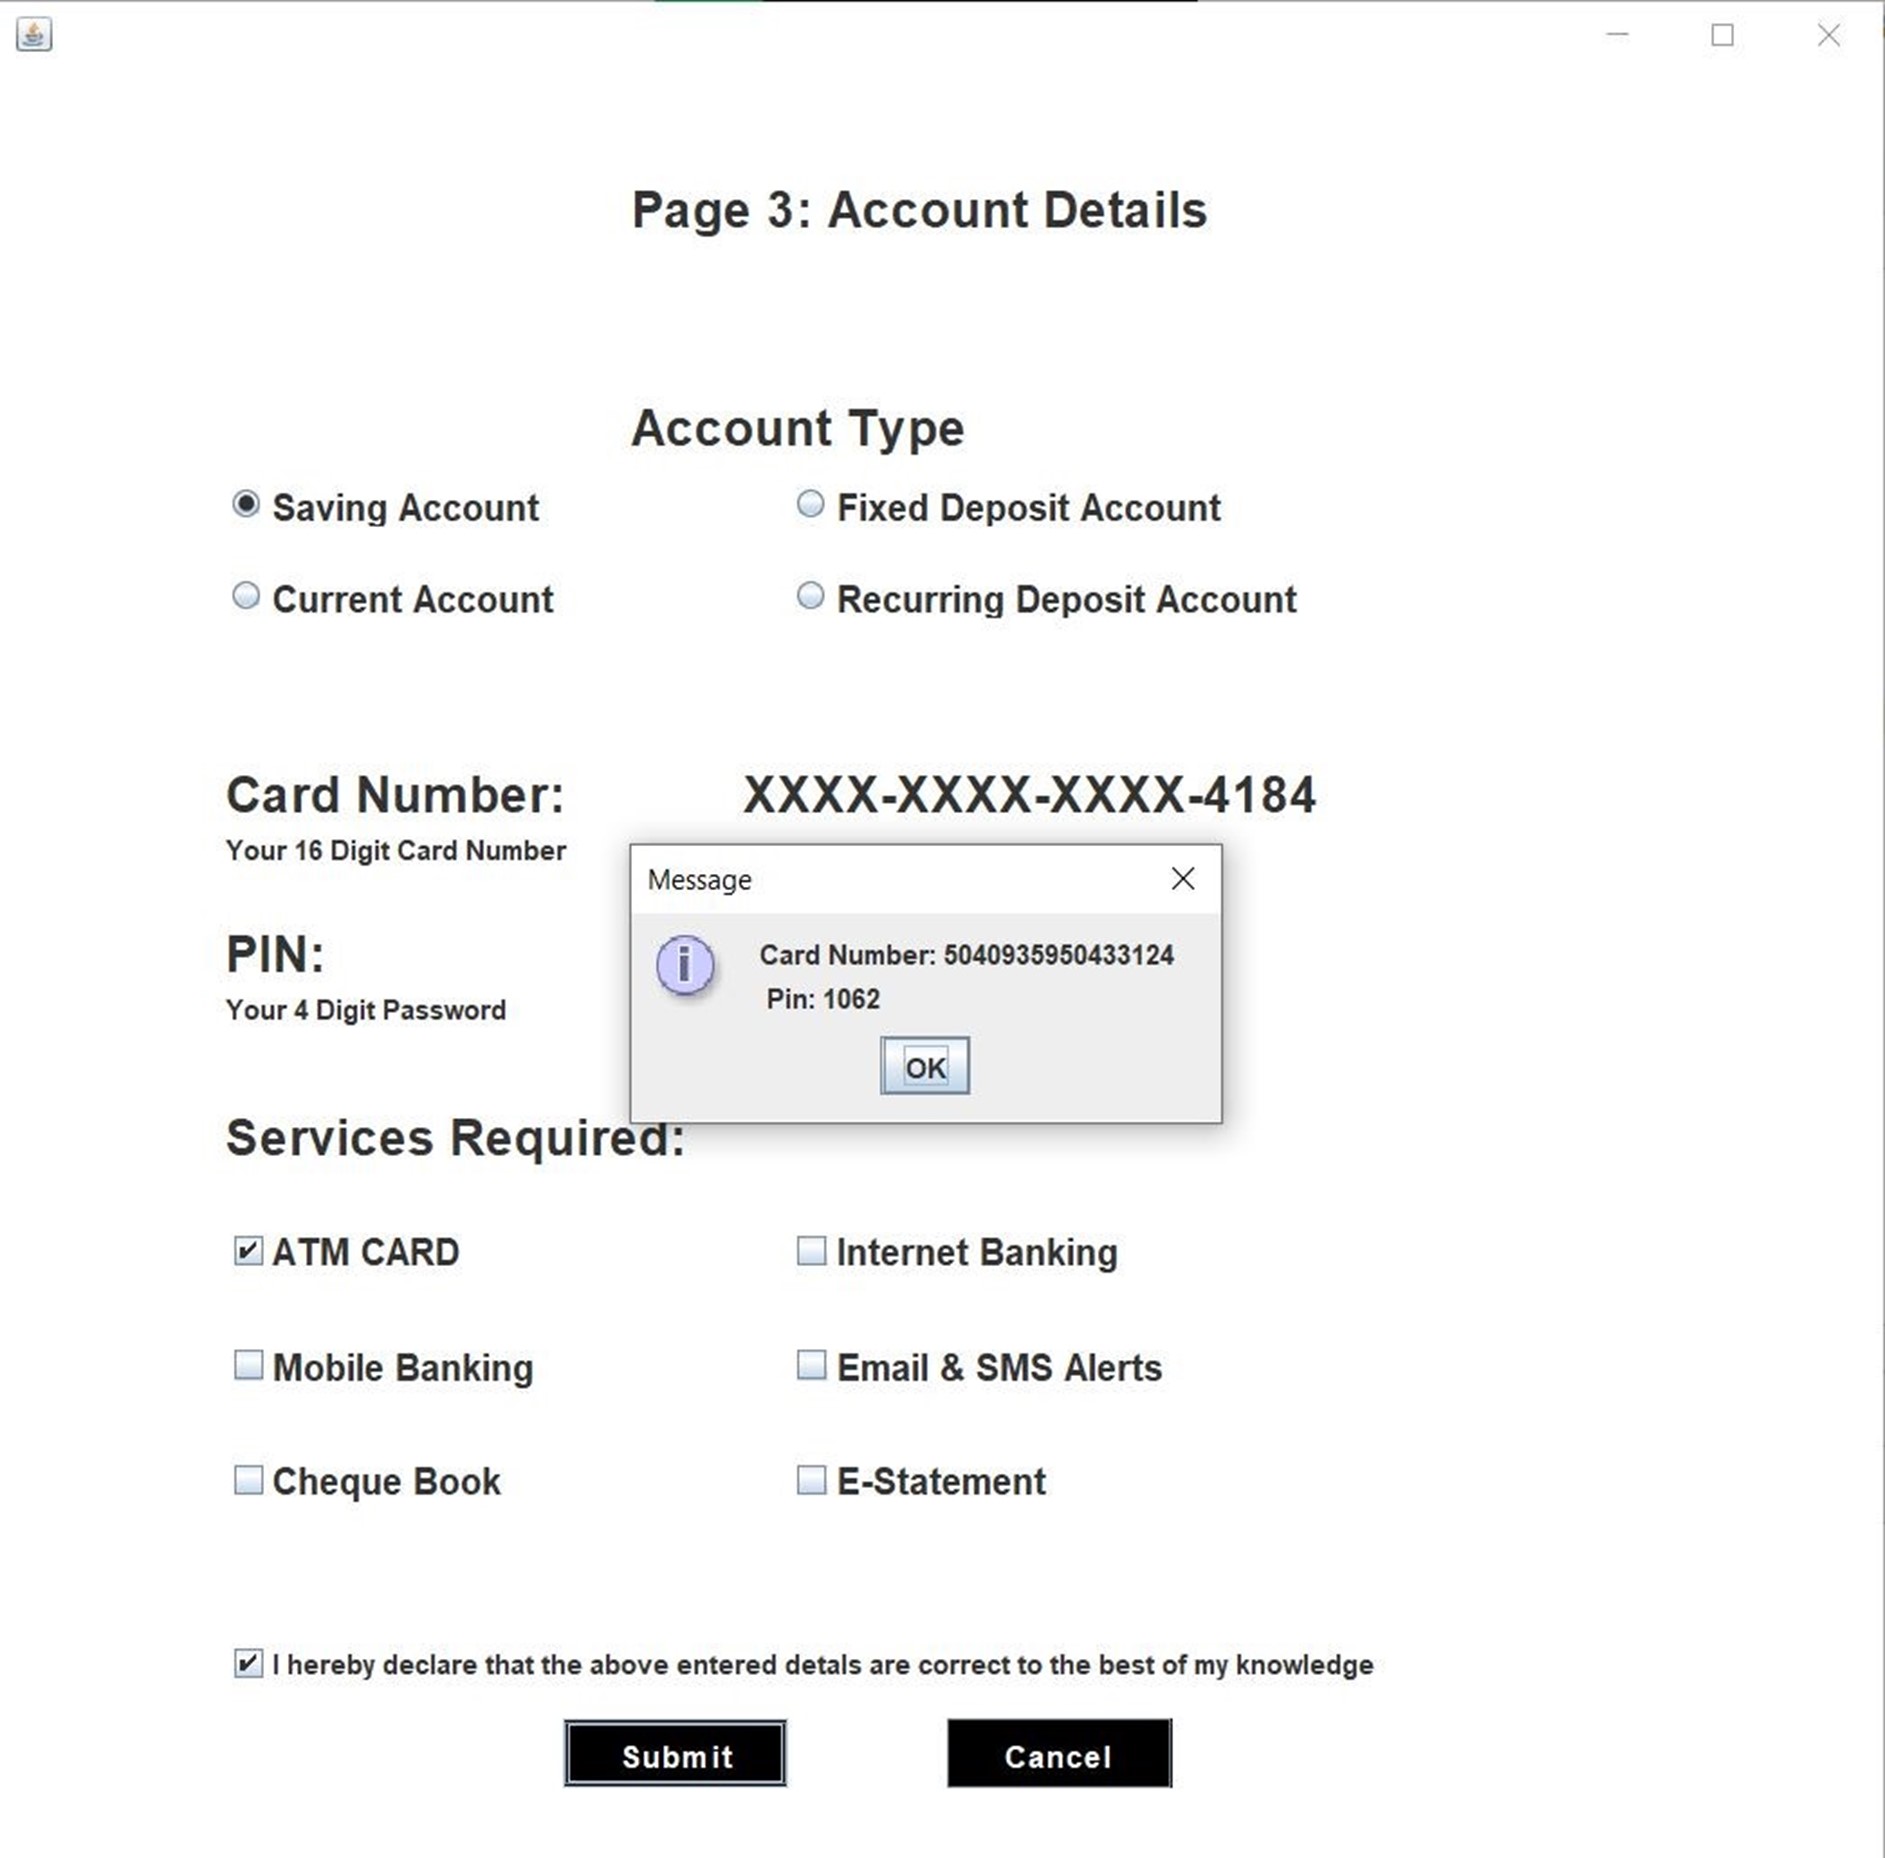 Page 3: Account Details
Account Type
Saving Account
Fixed Deposit Account
Current Account
Recurring Deposit Account
Card Number:
XXXX-XXXX-XXXX-4184
Your 16 Digit Card Number
Message
Card Number: 5040935950433124
Pin: 1062
OK
PIN:
Your 4 Digit Password
Services Required:
ATM CARD
Internet Banking
Mobile Banking
Email & SMS Alerts
Cheque Book
E-Statement
I hereby declare that the above entered detals are correct to the best of my knowledge
Submit
Cancel